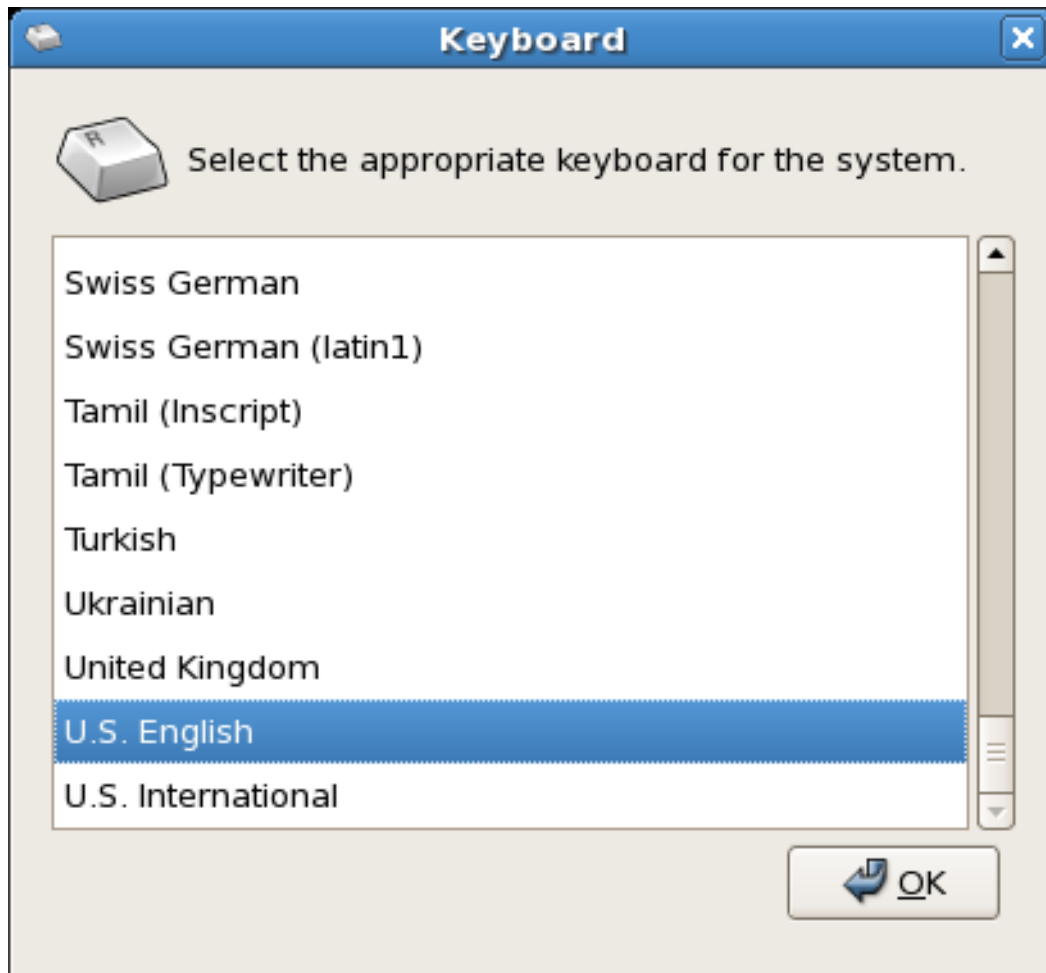 Keyboard
R
Select the appropriate keyboard for the system.
Swiss German
Swiss German (latin1)
Tamil (Inscript)
Tamil (Typewriter)
Turkish
Ukrainian
United Kingdom
U.S. English
U.S. International
OK